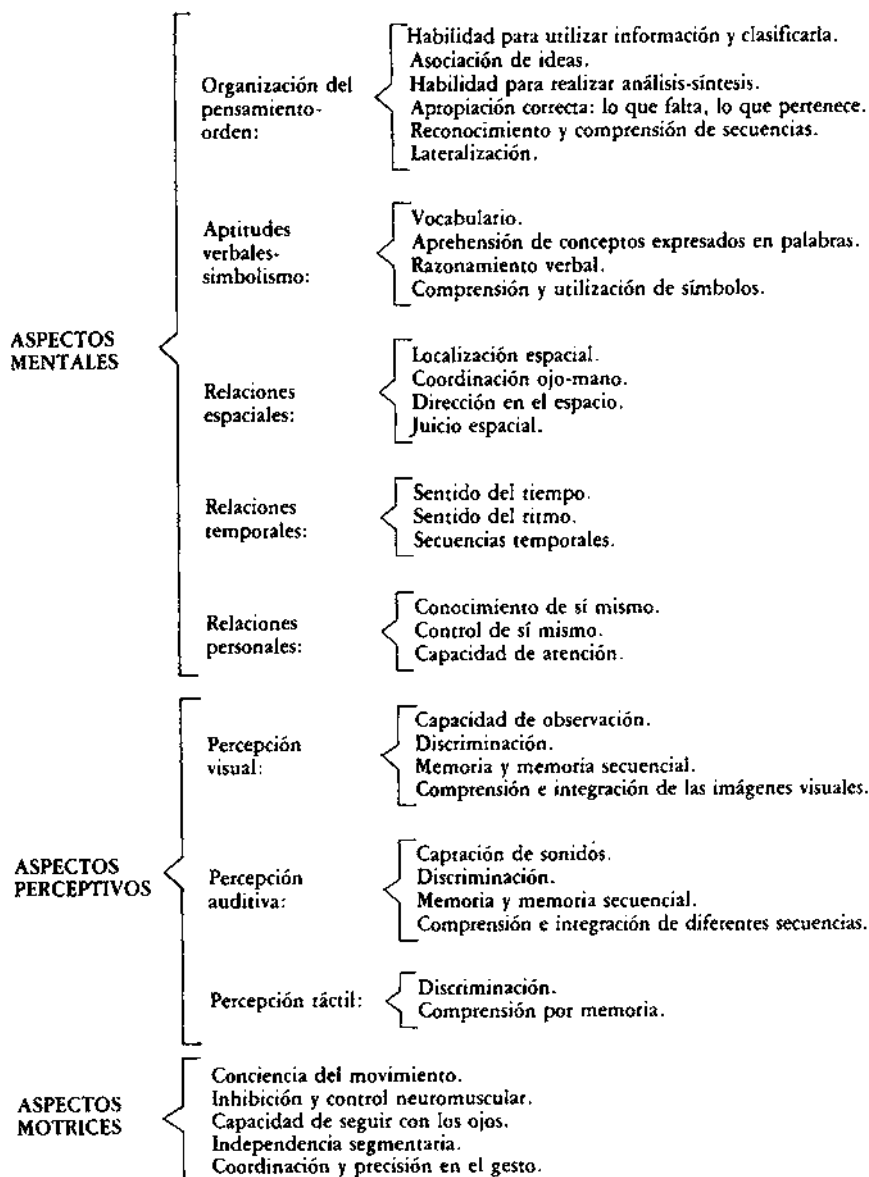 ASPECTOS
MENTALES
Organización del
pensamiento-
orden:
Habilidad para utilizar información y clasificarla.
Asociación de ideas.
Habilidad para realizar análisis-síntesis.
Apropiación correcta: lo que falta, lo que pertenece.
Reconocimiento y comprensión de secuencias.
Lateralización.
Aptitudes
verbales-
simbolismo:
Vocabulario.
Aprehensión de conceptos expresados en palabras.
Razonamiento verbal.
Comprensión y utilización de símbolos.
Relaciones
espaciales:
Localización espacial.
Coordinación ojo-mano.
Dirección en el espacio.
Juicio espacial.
Relaciones
temporales:
Sentido del tiempo.
Sentido del ritmo.
Secuencias temporales.
Relaciones
personales:
Conocimiento de sí mismo.
Control de sí mismo.
Capacidad de atención.
ASPECTOS
PERCEPTIVOS
Percepción
visual:
Capacidad de observación.
Discriminación.
Memoria y memoria secuencial.
Comprensión e integración de las imágenes visuales.
Percepción
auditiva:
Captación de sonidos.
Discriminación.
Memoria y memoria secuencial.
Comprensión e integración de diferentes secuencias.
Percepción táctil:
Discriminación.
Comprensión por memoria.
ASPECTOS
MOTRICES
Conciencia del movimiento.
Inhibición y control neuromuscular.
Capacidad de seguir con los ojos.
Independencia segmentaria.
Coordinación y precisión en el gesto.